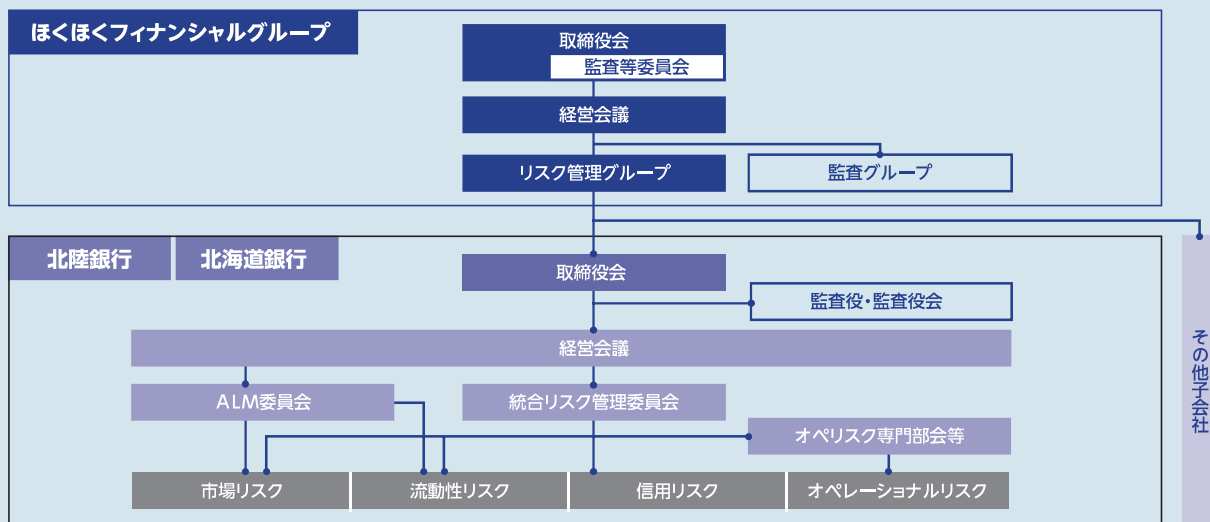 ほくほくフィナンシャルグループ
取締役会
監査等委員会
経営会議
リスク管理グループ
監査グループ
北陸銀行
北海道銀行
取締役会
監査役・監査役会
経営会議
ALM委員会
統合リスク管理委員会
オペリスク専門部会等
市場リスク
流動性リスク
信用リスク
オペレーショナルリスク
その他子会社